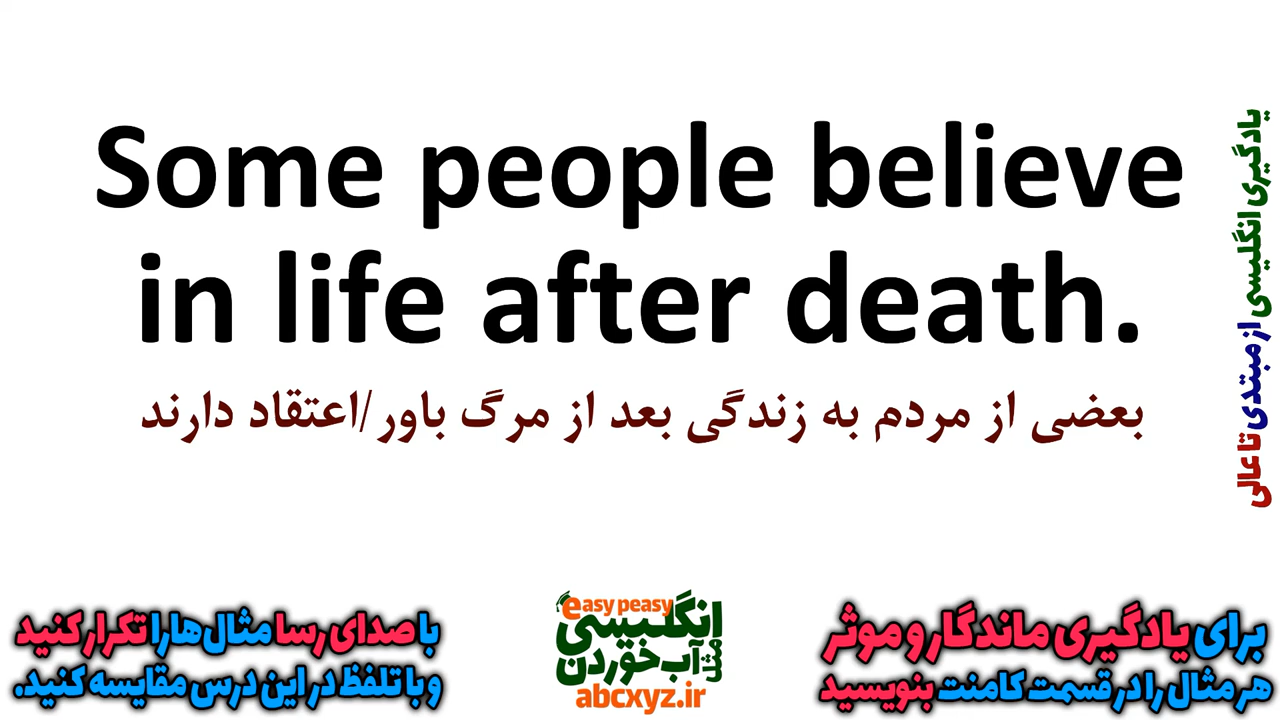 Some people believe
in life after death.
بعضی از مردم به زندگی بعد از مرگ باور/اعتقاد دارند
یادگیری انگلیسی از مبتدی تا عالی
برای یادگیری ماندگار و موثر
هر مثال را در قسمت کامنت بنویسید
easy peasy
انگلیسی
مثل آب خوردن
abcxyz.ir
با صدای رسا مثال‌ها را تکرار کنید
و با تلفظ در این درس مقایسه کنید.